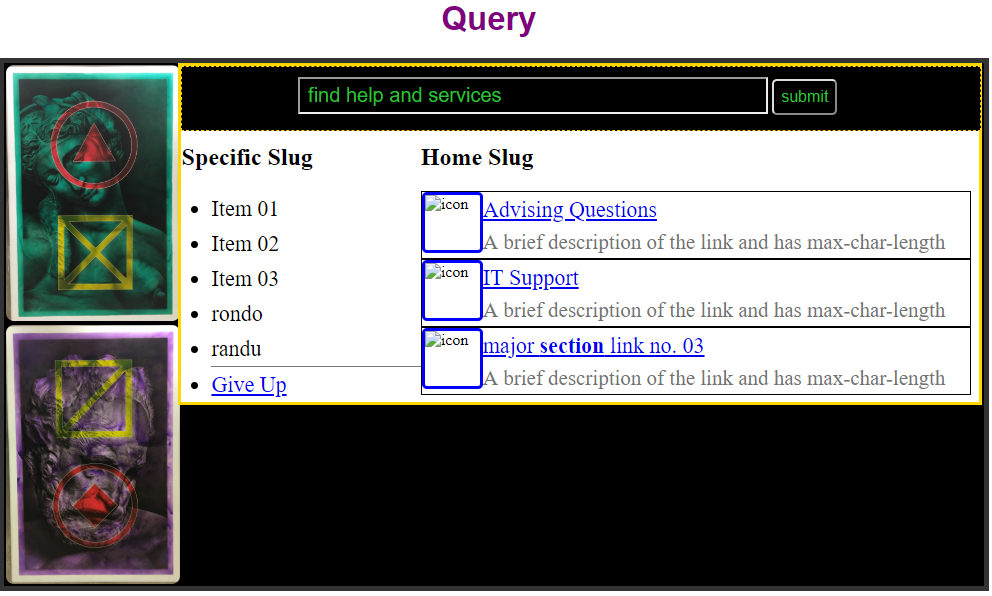 Query
find help and services
submit
Specific Slug
Item 01
Item 02
Item 03
rondo
randu
Give Up
Home Slug
icon
Advising Questions
A brief description of the link and has max-char-length
icon
IT Support
A brief description of the link and has max-char-length
icon
major section link no. 03
A brief description of the link and has max-char-length